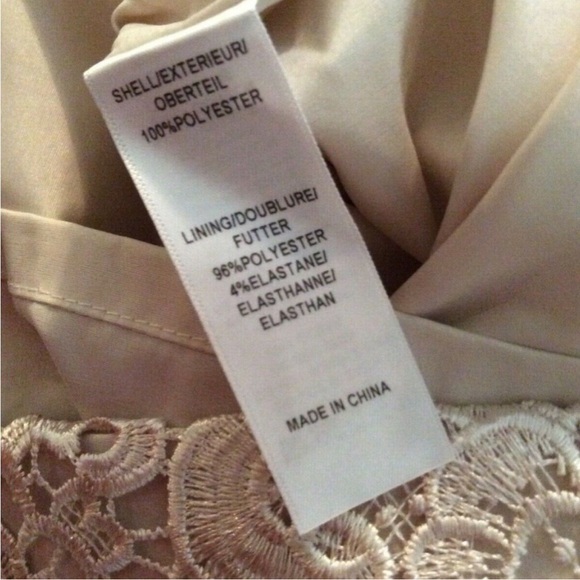 SHELL/EXTERIEUR/
OBERTEIL
100%POLYESTER
LINING/DOUBLURE/
FUTTER
96%POLYESTER
4%ELASTANE/
ELASTHANNE/
ELASTHAN
MADE IN CHINA